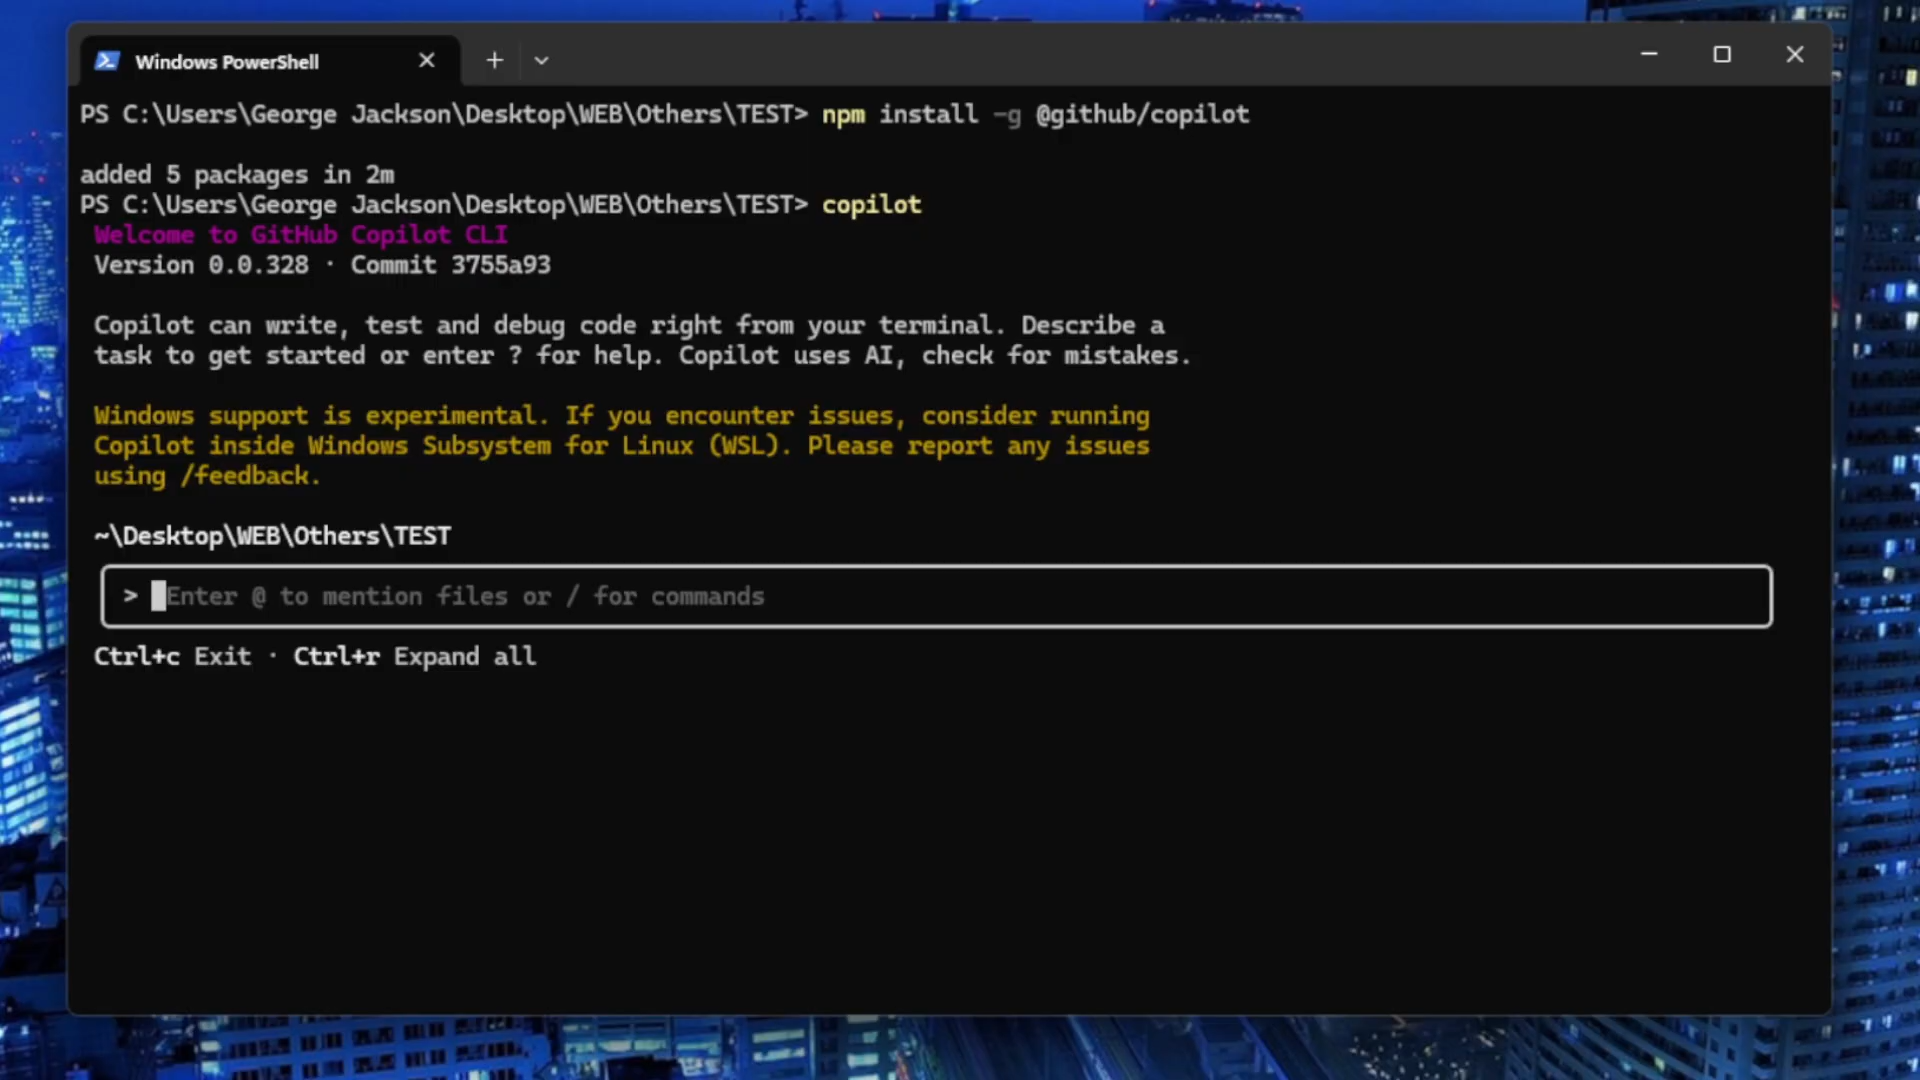 Windows PowerShell
PS C:\Users\George Jackson\Desktop\WEB\Others\TEST> npm install -g @github/copilot
added 5 packages in 2m
PS C:\Users\George Jackson\Desktop\WEB\Others\TEST> copilot
Welcome to GitHub Copilot CLI
Version 0.0.328 · Commit 3755a93
Copilot can write, test and debug code right from your terminal. Describe a
task to get started or enter ? for help. Copilot uses AI, check for mistakes.
Windows support is experimental. If you encounter issues, consider running
Copilot inside Windows Subsystem for Linux (WSL). Please report any issues
using /feedback.
~\Desktop\WEB\Others\TEST
> Enter @ to mention files or / for commands
Ctrl+c Exit · Ctrl+r Expand all